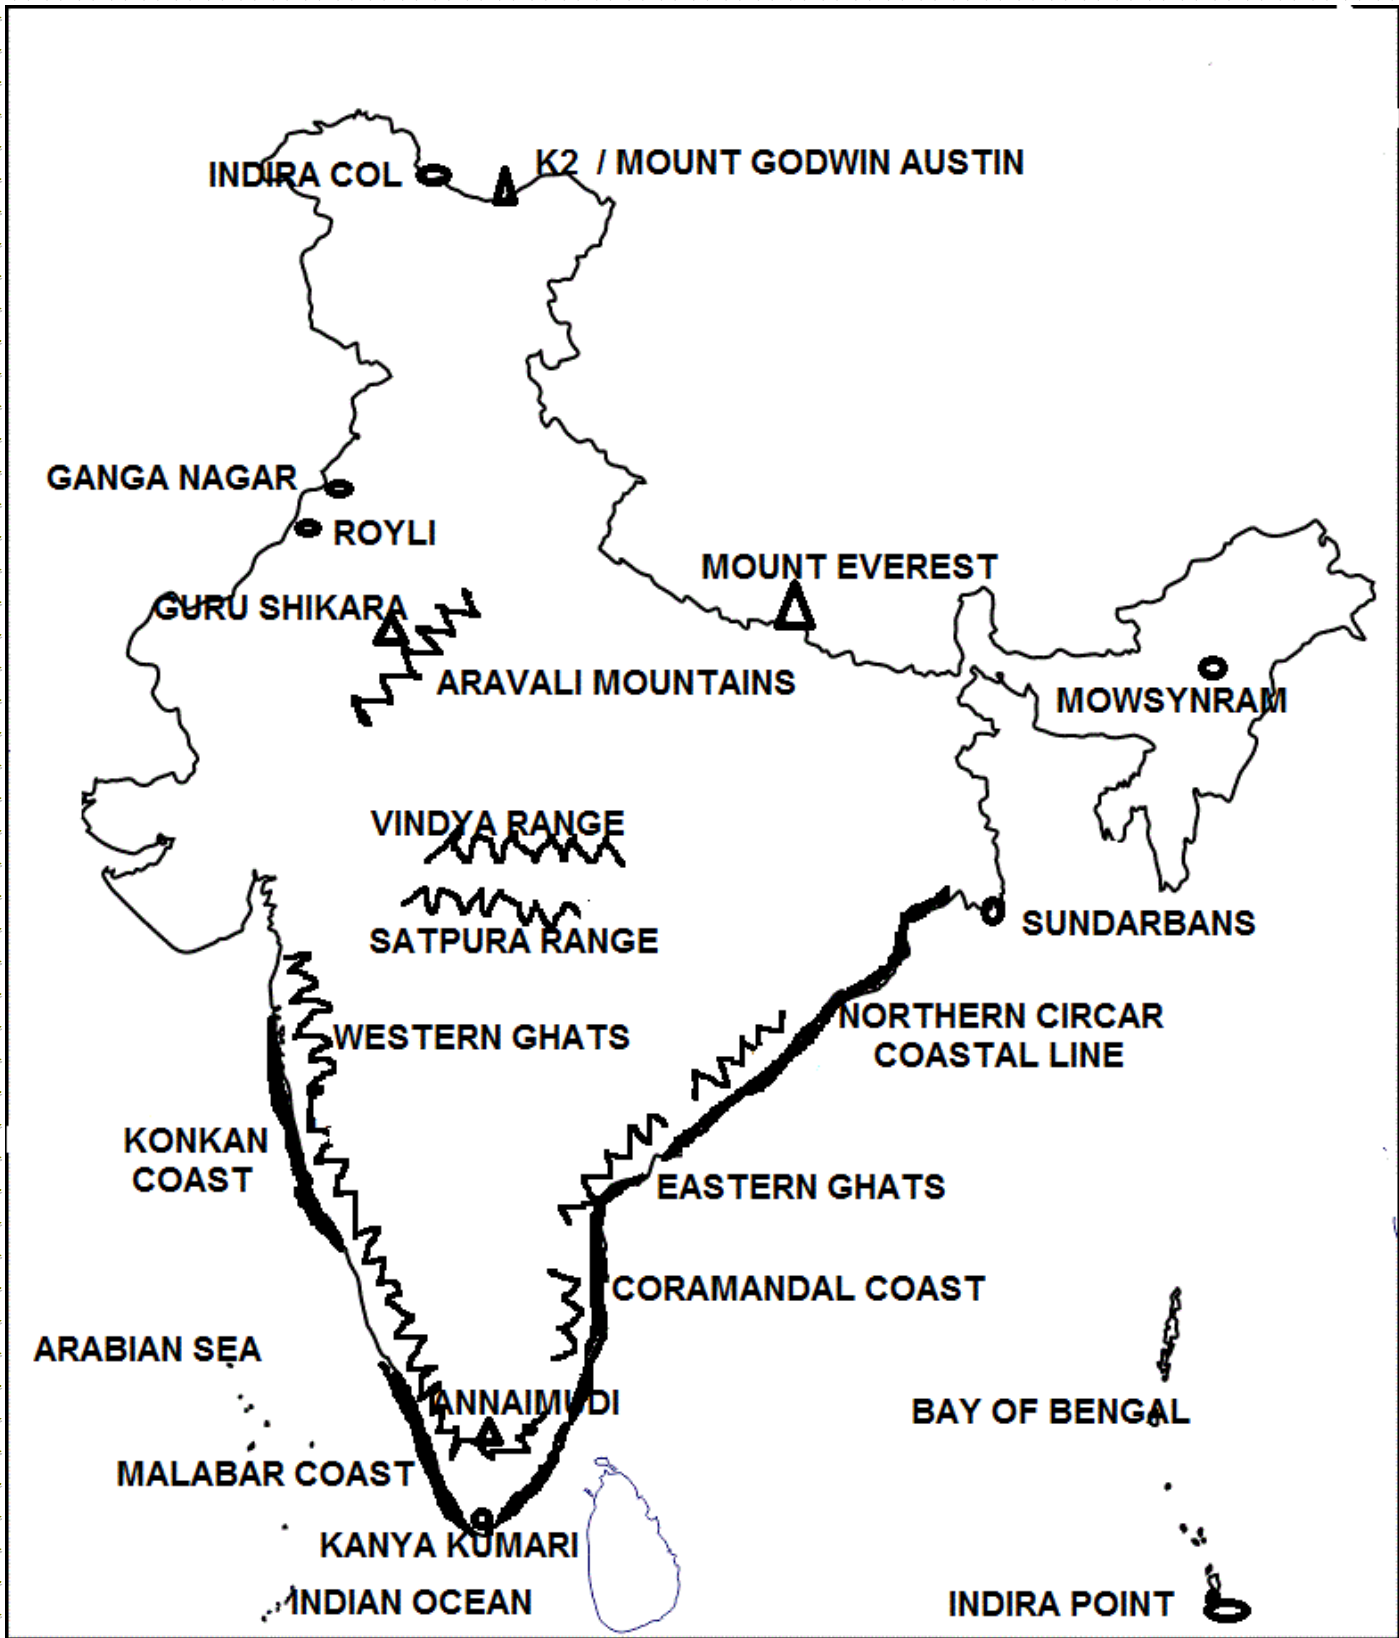 K2 / MOUNT GODWIN AUSTIN
INDIRA COL
GANGA NAGAR
ROYLI
MOUNT EVEREST
GURU SHIKARA
ARAVALI MOUNTAINS
MOWSYNRAM
VINDYA RANGE
SATPURA RANGE
SUNDARBANS
NORTHERN CIRCAR
COASTAL LINE
WESTERN GHATS
KONKAN
COAST
EASTERN GHATS
CORAMANDAL COAST
ARABIAN SEA
ANNAIMUDI
BAY OF BENGAL
MALABAR COAST
KANYA KUMARI
INDIAN OCEAN
INDIRA POINT